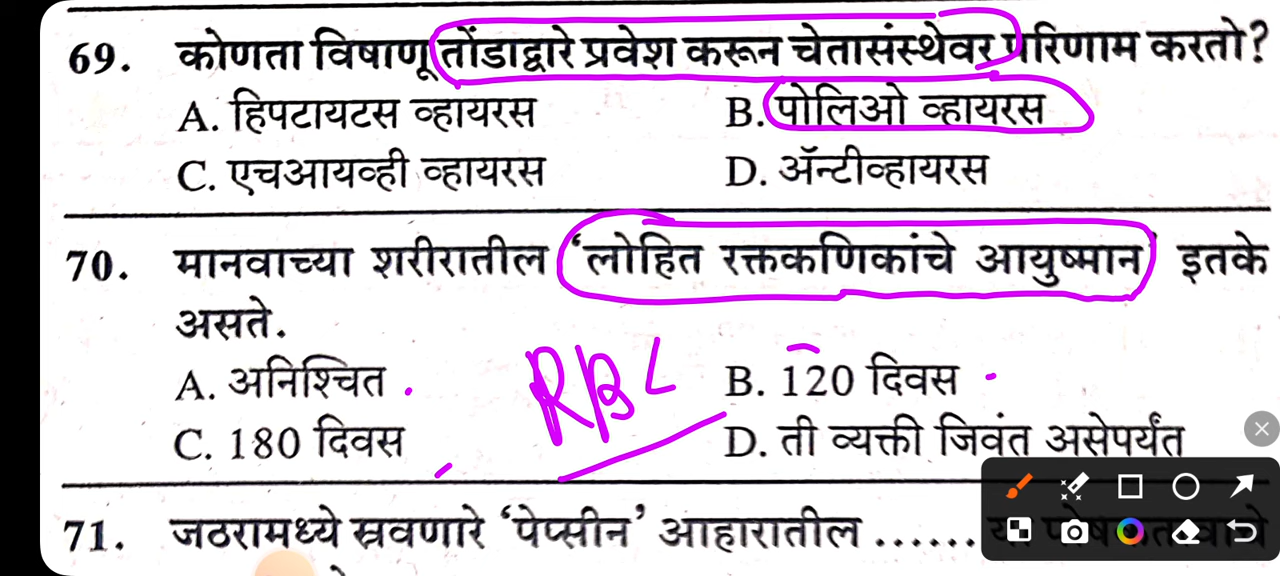 69. कोणता विषाणू तोंडाद्वारे प्रवेश करून चेतासंस्थेवर परिणाम करतो?
A. हिपटायटस व्हायरस B. पोलिओ व्हायरस
C. एचआयव्ही व्हायरस D. ॲन्टीव्हायरस
70. मानवाच्या शरीरातील 'लोहित रक्तकणिकांचे आयुष्मान' इतके
असते.
A. अनिश्चित B. 120 दिवस
RBC
C. 180 दिवस D. ती व्यक्ती जिवंत असेपर्यंत
71. जठरामध्ये स्रवणारे 'पेप्सीन' आहारातील ......